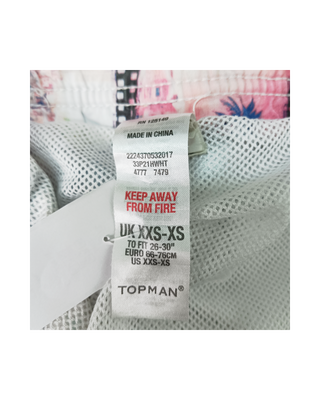 MADE IN CHINA
2224370532017
33P21HWHT
4777 7479
KEEP AWAY
FROM FIRE
UK XXS-XS
TO FIT 26-30"
EURO 66-76CM
US XXS-XS
TOPMAN®